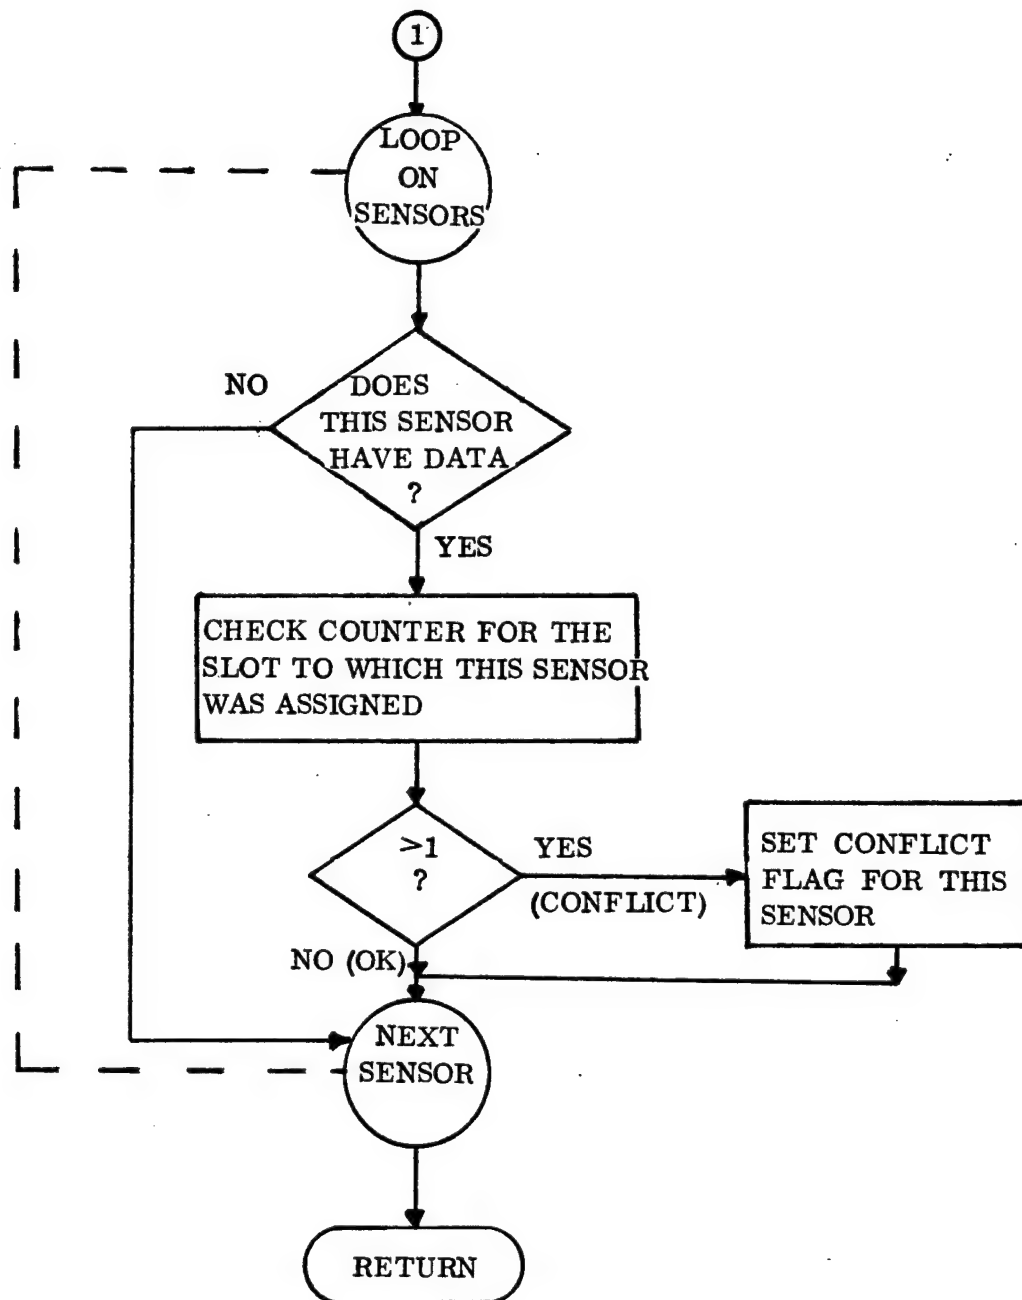 1
LOOP
ON
SENSORS
NO
DOES
THIS SENSOR
HAVE DATA
?
YES
CHECK COUNTER FOR THE
SLOT TO WHICH THIS SENSOR
WAS ASSIGNED
>1
?
YES
(CONFLICT)
SET CONFLICT
FLAG FOR THIS
SENSOR
NO (OK)
NEXT
SENSOR
RETURN